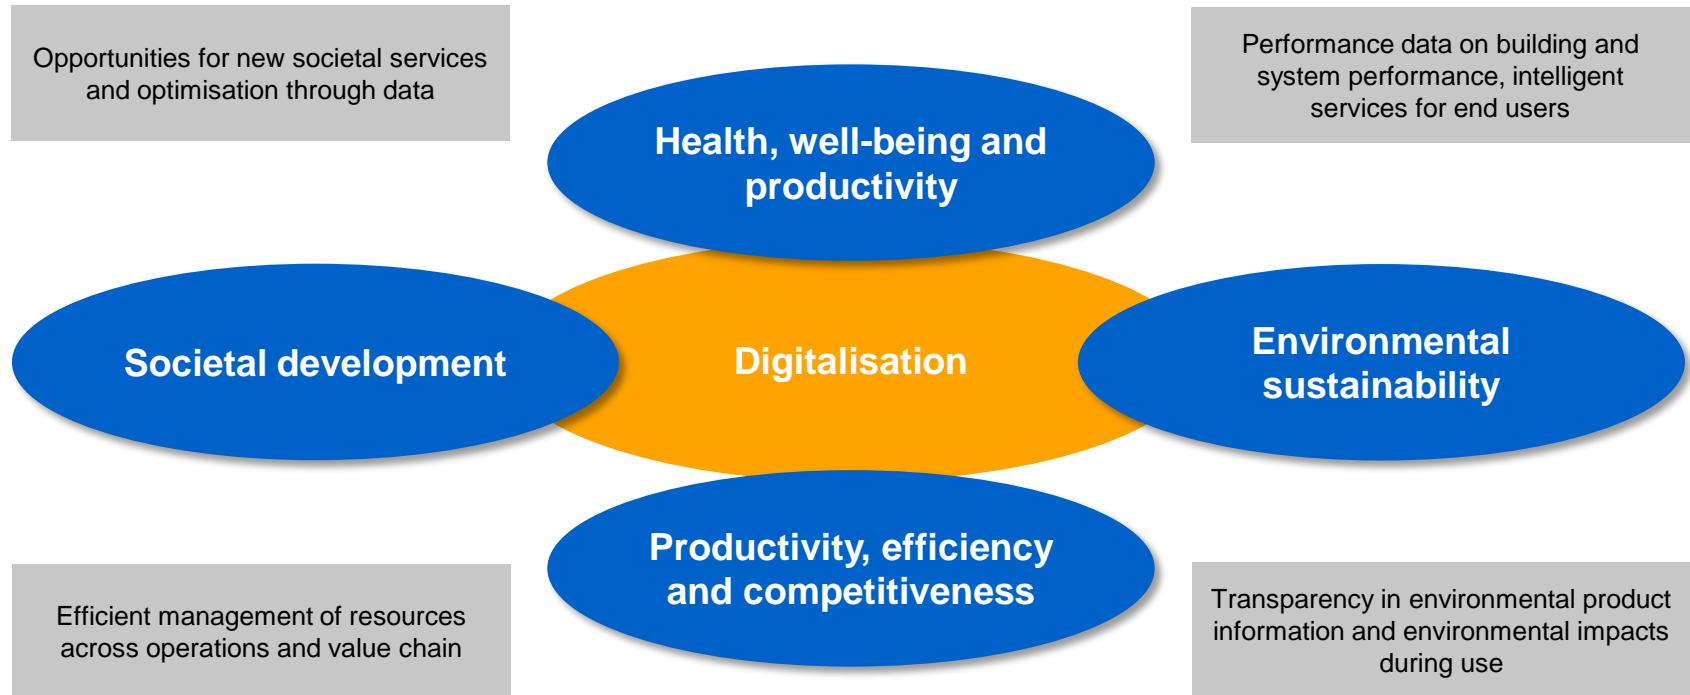 Opportunities for new societal services
and optimisation through data
Performance data on building and
system performance, intelligent
services for end users
Health, well-being and
productivity
Societal development
Digitalisation
Environmental
sustainability
Productivity, efficiency
and competitiveness
Efficient management of resources
across operations and value chain
Transparency in environmental product
information and environmental impacts
during use